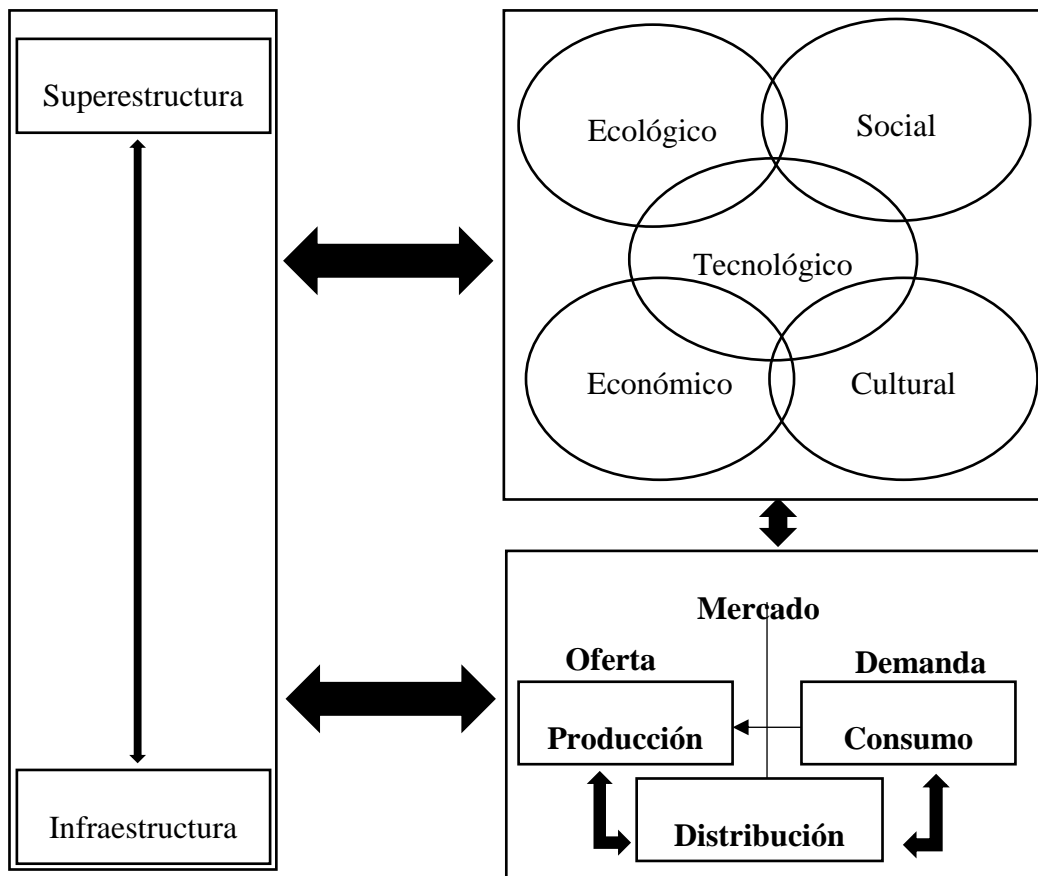 Superestructura
Ecológico
Social
Tecnológico
Económico
Cultural
Mercado
Oferta
Demanda
Producción
Consumo
Infraestructura
Distribución